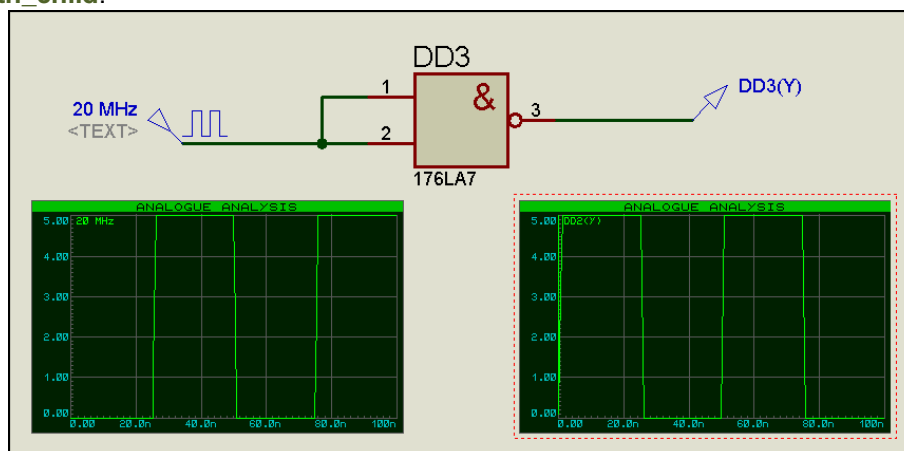 th_child.
DD3
20 MHz
<TEXT>
1
2
&
3
DD3(Y)
176LA7
ANALOGUE ANALYSIS
20 MHz
5.00
4.00
3.00
2.00
1.00
0.00
0.00 20.0n 40.0n 60.0n 80.0n 100n
ANALOGUE ANALYSIS
DD2(Y)
5.00
4.00
3.00
2.00
1.00
0.00
0.00 20.0n 40.0n 60.0n 80.0n 100n